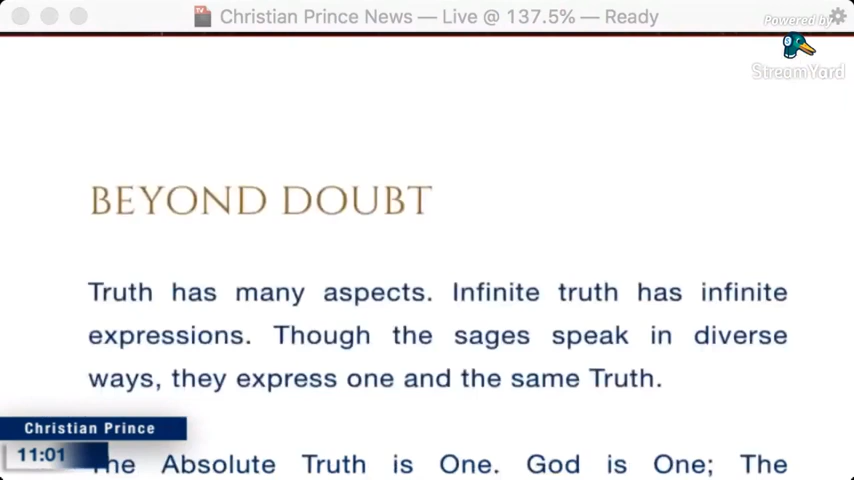 Christian Prince News — Live @ 137.5% — Ready
Powered by
StreamYard
BEYOND DOUBT
Truth has many aspects. Infinite truth has infinite
expressions. Though the sages speak in diverse
ways, they express one and the same Truth.
Christian Prince
11:01
The Absolute Truth is One. God is One; The